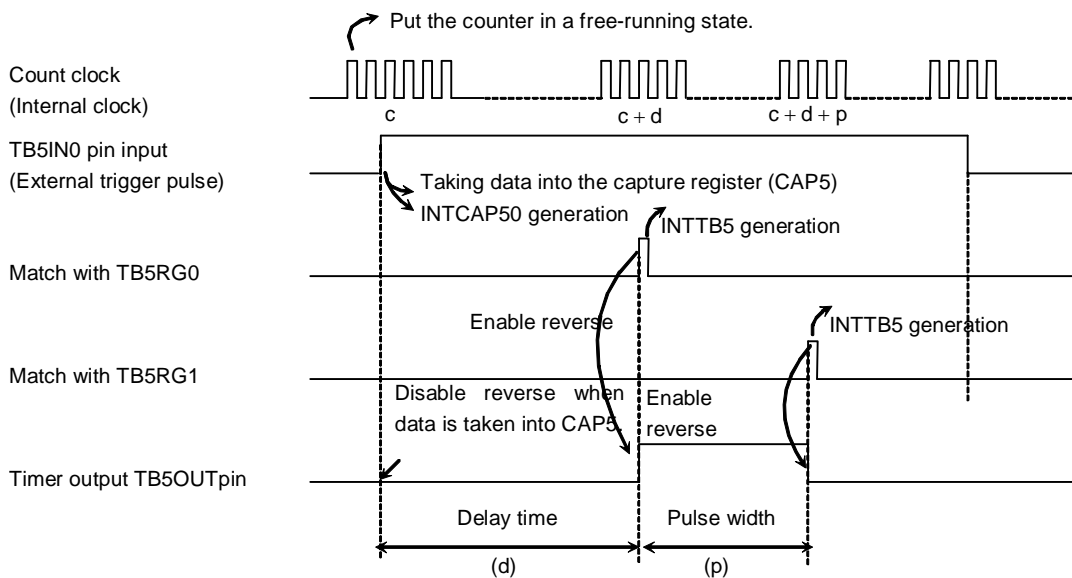 Put the counter in a free-running state.
Count clock
(Internal clock)
c
c + d
c + d + p
TB5IN0 pin input
(External trigger pulse)
Taking data into the capture register (CAP5)
INTCAP50 generation
INTTB5 generation
Match with TB5RG0
Enable reverse
INTTB5 generation
Match with TB5RG1
Disable reverse when
data is taken into CAP5.
Enable
reverse
Timer output TB5OUTpin
Delay time
Pulse width
(d)
(p)